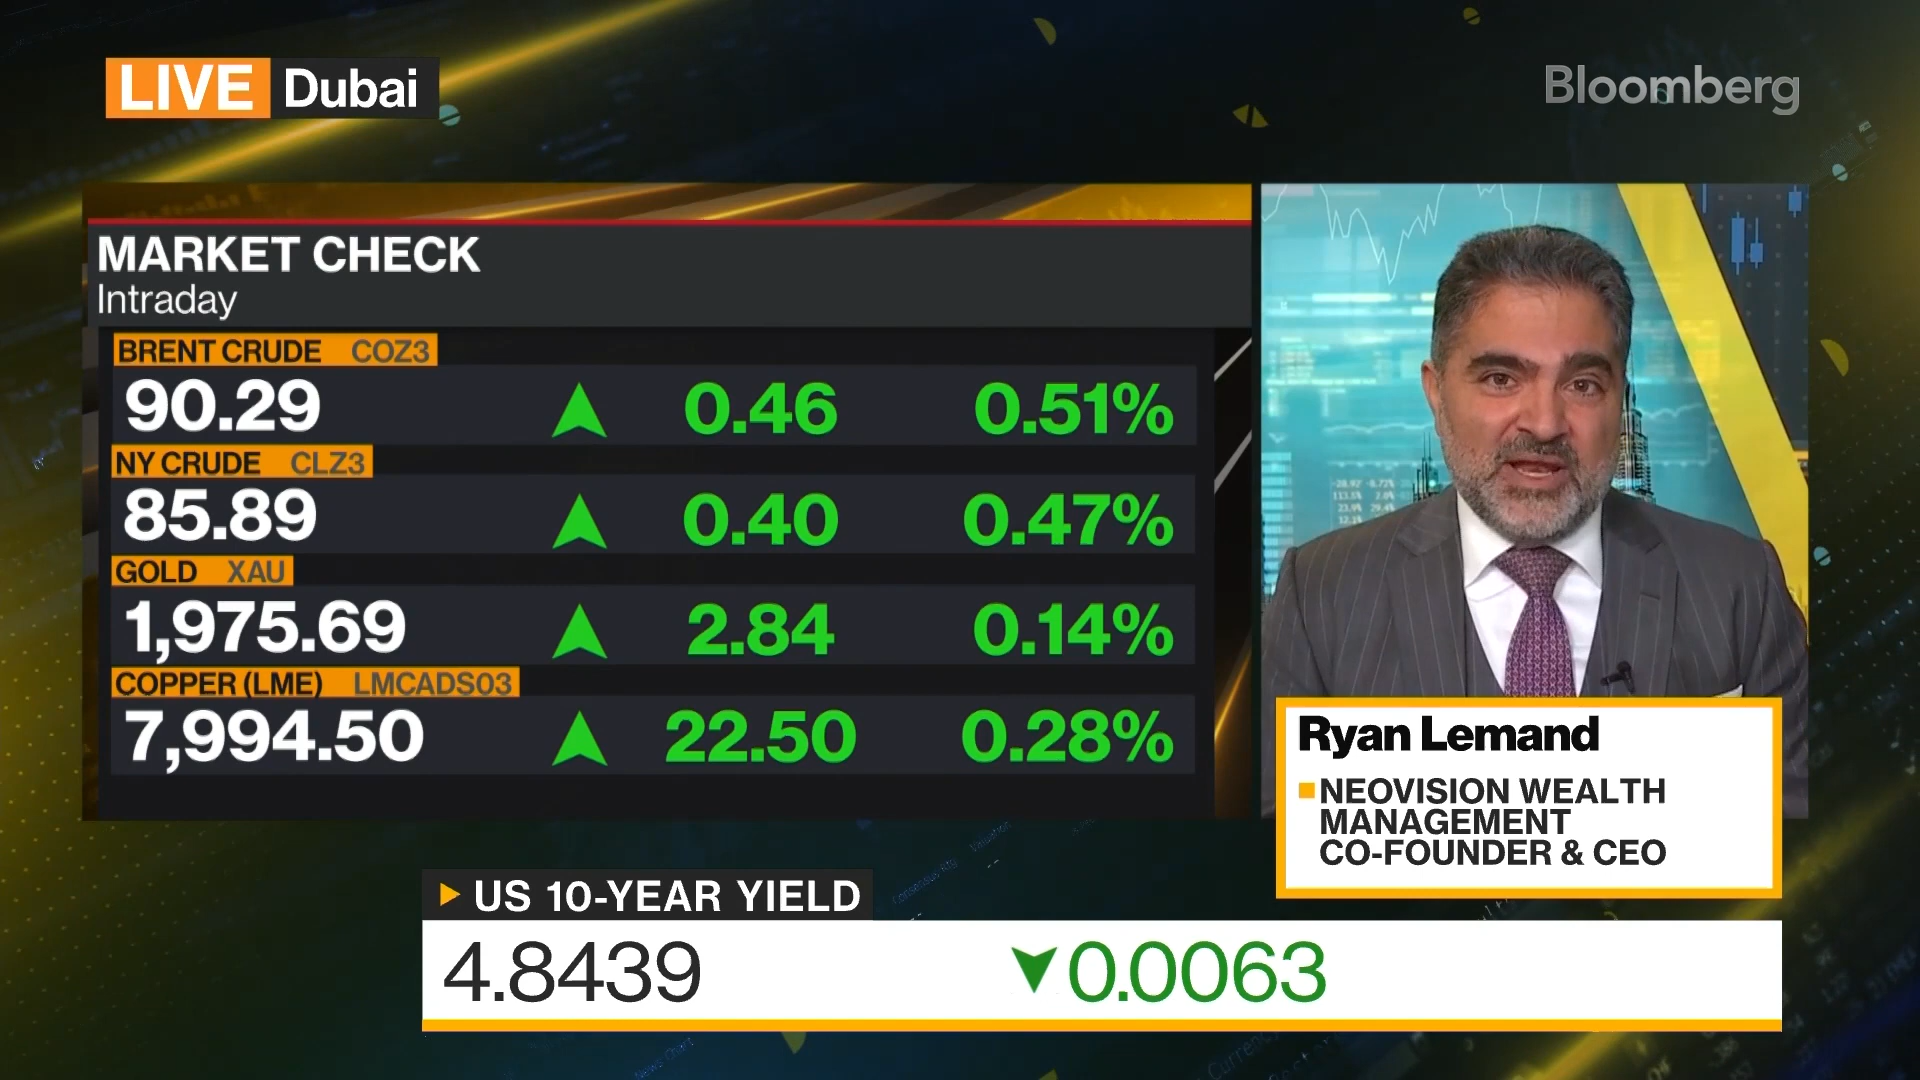 LIVE Dubai
Bloomberg
MARKET CHECK
Intraday
BRENT CRUDE COZ3
90.29 ▲ 0.46 0.51%
NY CRUDE CLZ3
85.89 ▲ 0.40 0.47%
GOLD XAU
1,975.69 ▲ 2.84 0.14%
COPPER (LME) LMCADS03
7,994.50 ▲ 22.50 0.28%
Ryan Lemand
NEOVISION WEALTH
MANAGEMENT
CO-FOUNDER & CEO
US 10-YEAR YIELD
4.8439 ▼ 0.0063